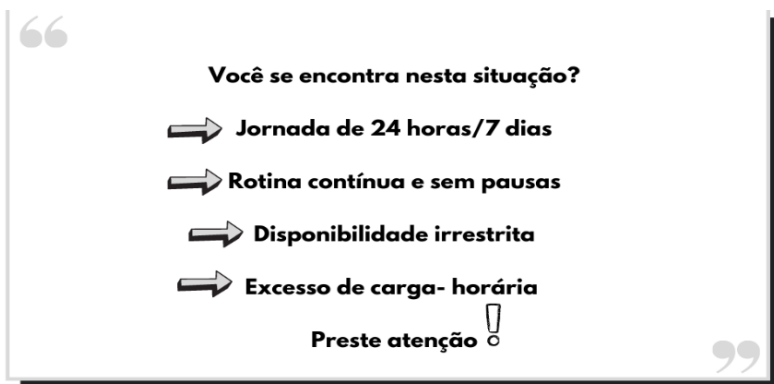 Você se encontra nesta situação?
Jornada de 24 horas/7 dias
Rotina contínua e sem pausas
Disponibilidade irrestrita
Excesso de carga- horária
Preste atenção!